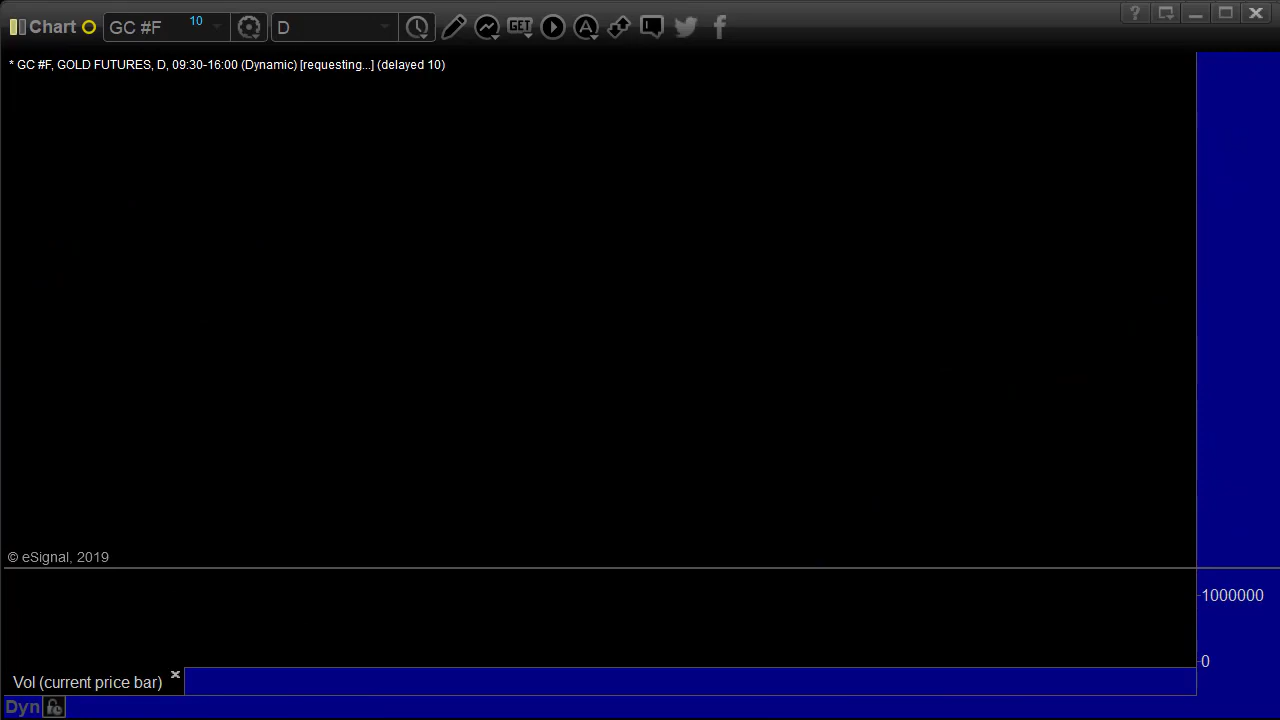 Chart GC #F 10 D GET A ?
* GC #F, GOLD FUTURES, D, 09:30-16:00 (Dynamic) [requesting...] (delayed 10)
© eSignal, 2019
1000000
0
Vol (current price bar)
Dyn